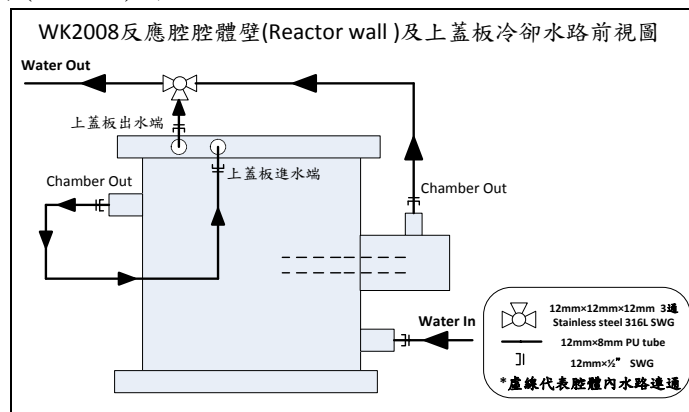 WK2008反應腔腔體壁(Reactor wall )及上蓋板冷卻水路前視圖
Water Out
上蓋板出水端
上蓋板進水端
Chamber Out
Chamber Out
Water In
12mm×12mm×12mm 3通
Stainless steel 316L SWG
12mm×8mm PU tube
12mm×½” SWG
*虛線代表腔體內水路連通